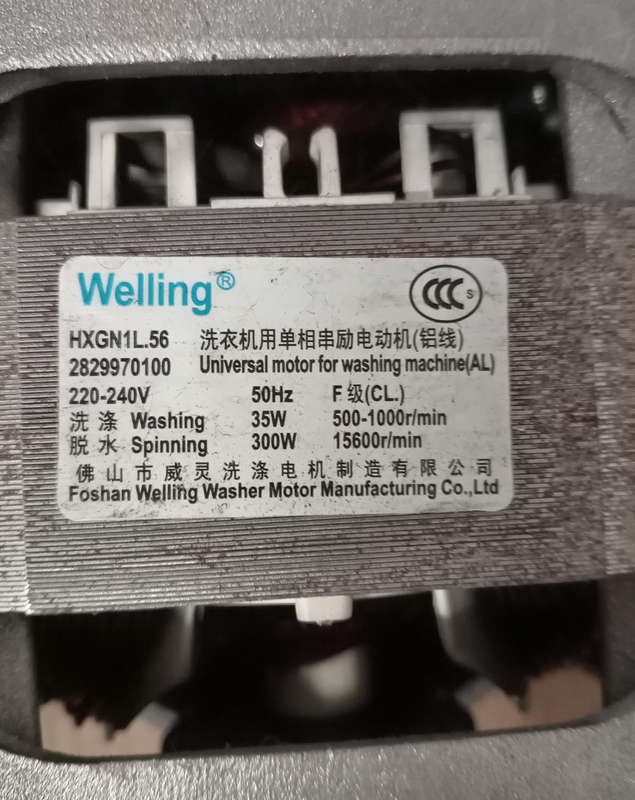 Welling®
CCC S
HXGN1L.56 洗衣机用单相串励电动机(铝线)
2829970100 Universal motor for washing machine(AL)
220-240V 50Hz F 级(CL.)
洗 涤 Washing 35W 500-1000r/min
脱 水 Spinning 300W 15600r/min
佛山市威灵洗涤电机制造有限公司
Foshan Welling Washer Motor Manufacturing Co.,Ltd